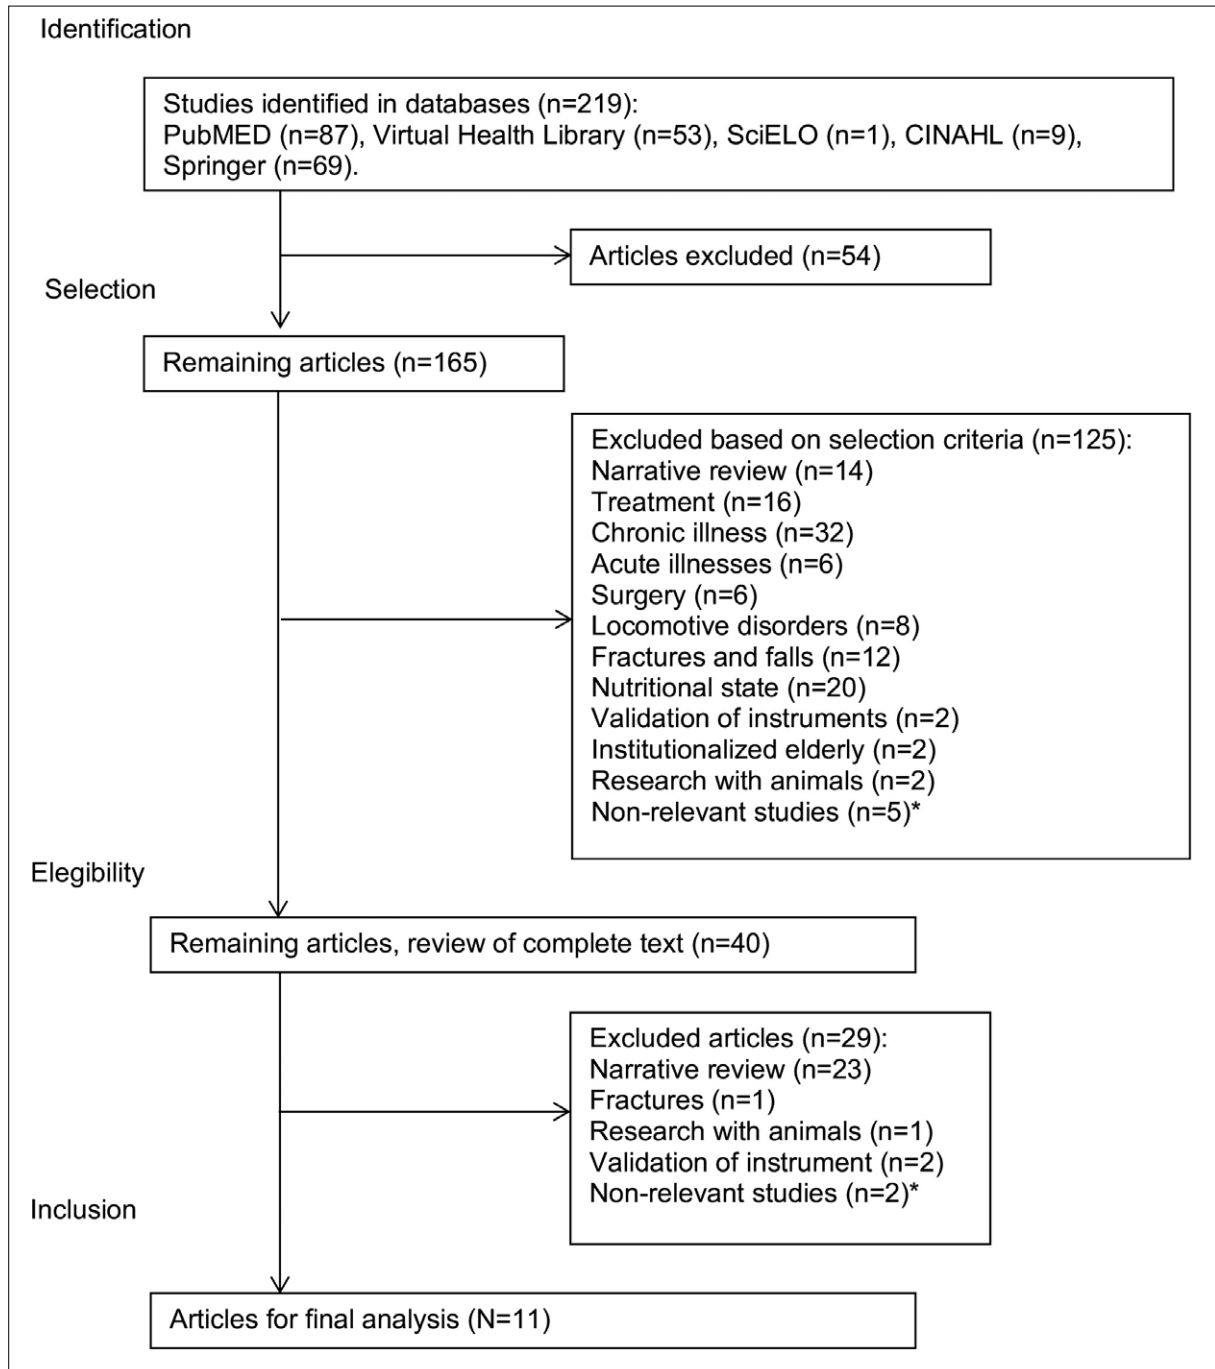 Identification
Studies identified in databases (n=219):
PubMED (n=87), Virtual Health Library (n=53), SciELO (n=1), CINAHL (n=9),
Springer (n=69).
Articles excluded (n=54)
Selection
Remaining articles (n=165)
Excluded based on selection criteria (n=125):
Narrative review (n=14)
Treatment (n=16)
Chronic illness (n=32)
Acute illnesses (n=6)
Surgery (n=6)
Locomotive disorders (n=8)
Fractures and falls (n=12)
Nutritional state (n=20)
Validation of instruments (n=2)
Institutionalized elderly (n=2)
Research with animals (n=2)
Non-relevant studies (n=5)*
Elegibility
Remaining articles, review of complete text (n=40)
Excluded articles (n=29):
Narrative review (n=23)
Fractures (n=1)
Research with animals (n=1)
Validation of instrument (n=2)
Non-relevant studies (n=2)*
Inclusion
Articles for final analysis (N=11)